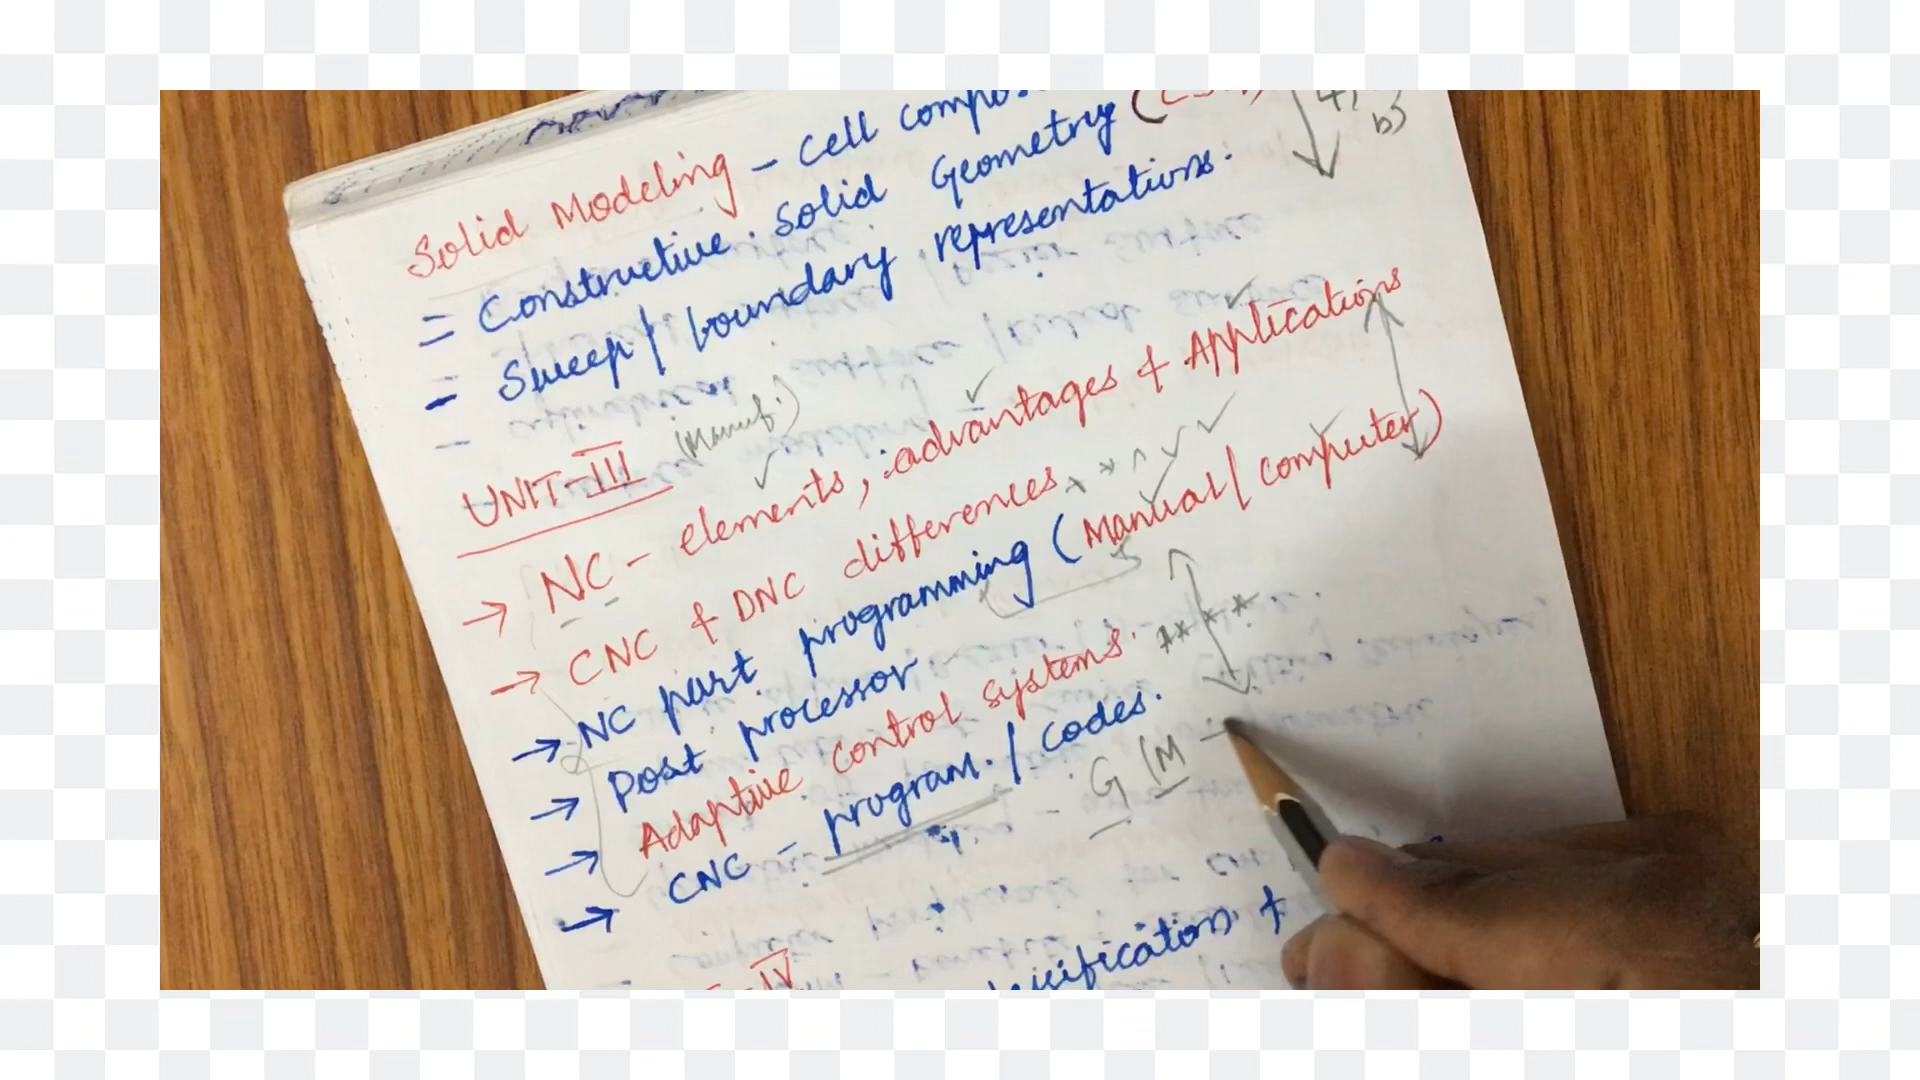 Solid Modeling - cell
= Constructive solid Geometry (
- Sweep / boundary representations.
UNIT-III (Manuf.)
→ NC - elements, advantages & Applications
→ CNC & DNC differences
→ NC part programming (Manual / computer)
→ Post processor
→ Adaptive control systems. ****
→ CNC - program. / codes.
G / M -
IV
&